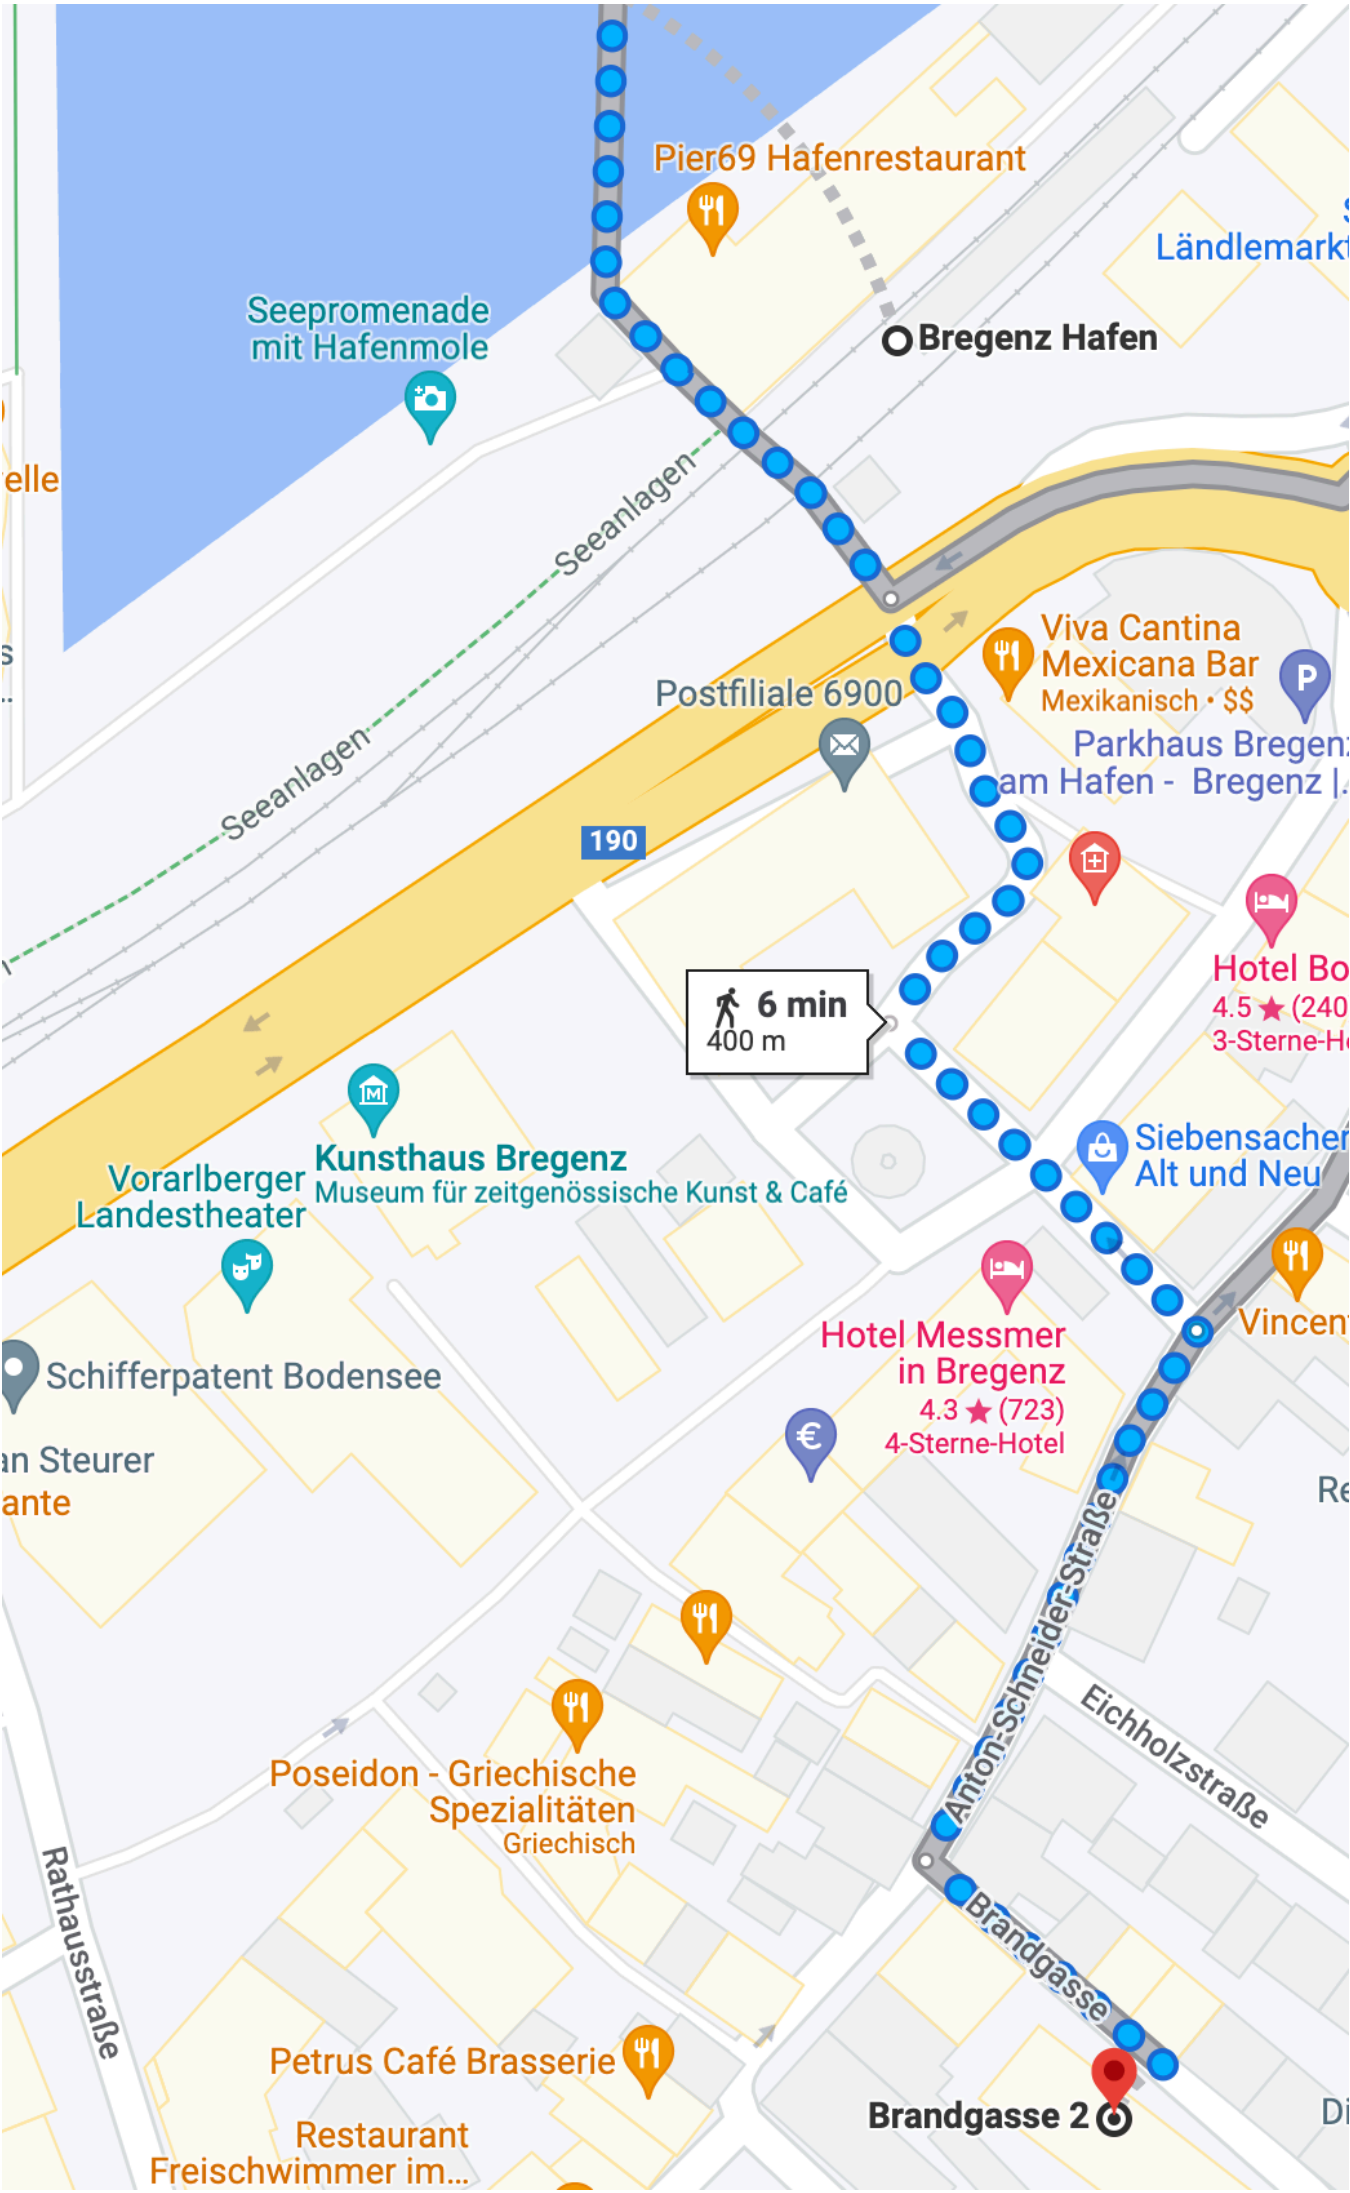 Pier69 Hafenrestaurant
Ländlemarkt
Seepromenade
mit Hafenmole
Bregenz Hafen
elle
Seeanlagen
Viva Cantina
Mexicana Bar
Mexikanisch • $$
s
Postfiliale 6900
P
Parkhaus Bregenz
am Hafen - Bregenz |.
..
Seeanlagen
190
Hotel Bo
4.5 ★ (240
3-Sterne-Ho
6 min
400 m
M
Kunsthaus Bregenz
Museum für zeitgenössische Kunst & Café
Vorarlberger
Landestheater
Siebensachen
Alt und Neu
Vincent
Hotel Messmer
in Bregenz
4.3 ★ (723)
4-Sterne-Hotel
Schifferpatent Bodensee
€
an Steurer
ante
Re
Anton-Schneider-Straße
Eichholzstraße
Poseidon - Griechische
Spezialitäten
Griechisch
Rathausstraße
Brandgasse
Petrus Café Brasserie
Brandgasse 2
Di
Restaurant
Freischwimmer im...